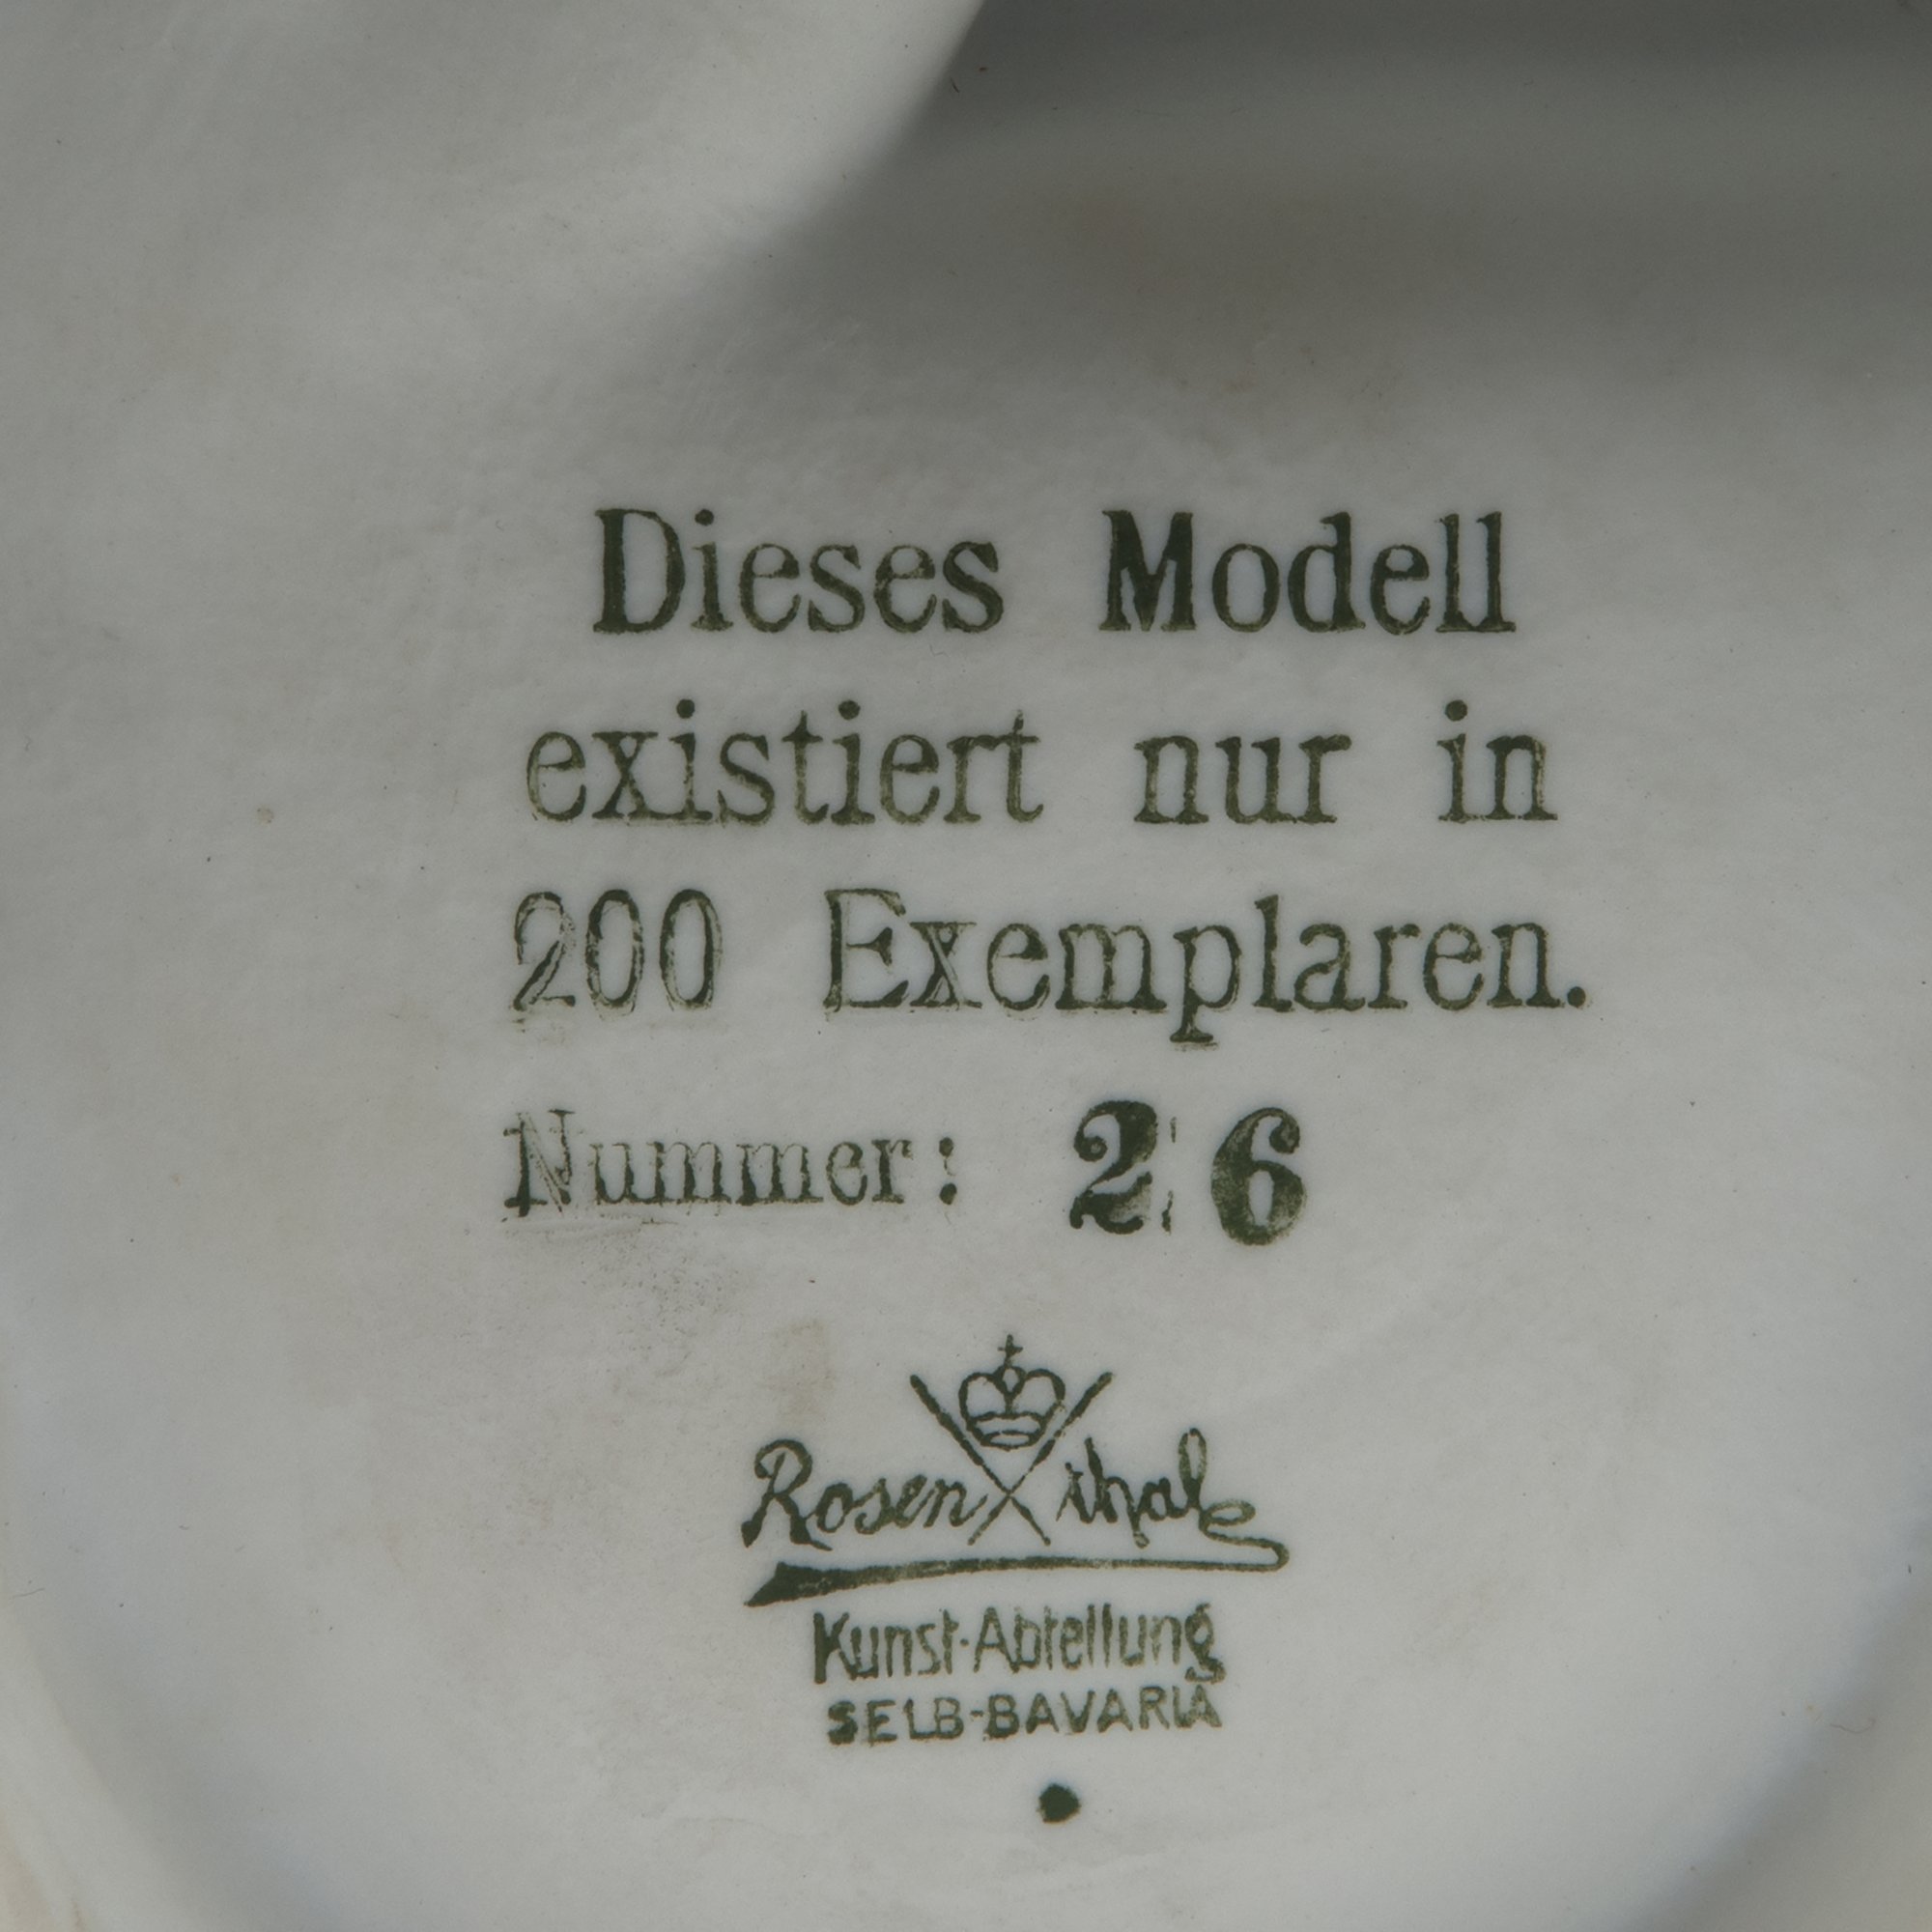 Dieses Modell
existiert nur in
200 Exemplaren.
Nummer: 26
Rosenthal
Kunst-Abteilung
SELB-BAVARIA